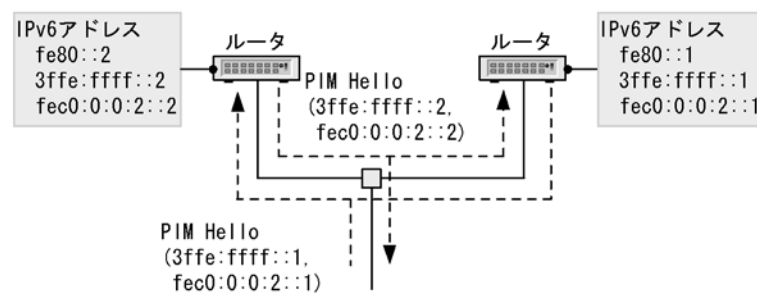 IPv6アドレス
fe80::2
3ffe:ffff::2
fec0:0:0:2::2
ルータ
ルータ
IPv6アドレス
fe80::1
3ffe:ffff::1
fec0:0:0:2::1
PIM Hello
(3ffe:ffff::2,
fec0:0:0:2::2)
PIM Hello
(3ffe:ffff::1,
fec0:0:0:2::1)